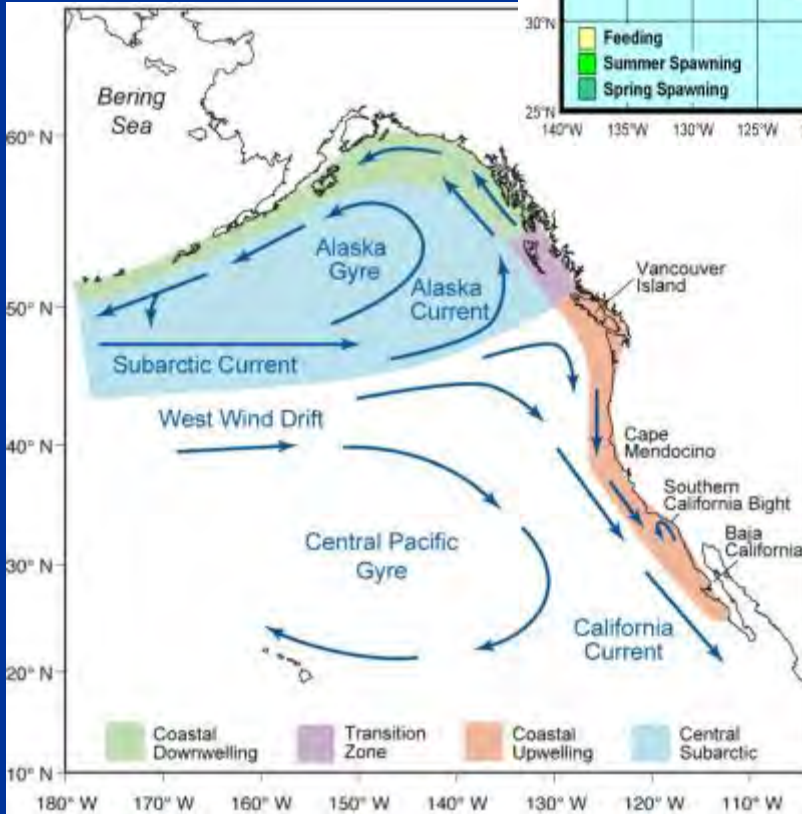 30°N
Feeding
Summer Spawning
Spring Spawning
25°N
140°W 135°W 130°W 125°W
Bering
Sea
60° N
Alaska
Gyre
Alaska
Current
Vancouver
Island
50° N
Subarctic Current
West Wind Drift
40° N
Cape
Mendocino
Southern
California Bight
Baja
California
Central Pacific
Gyre
30° N
California
Current
20° N
Coastal
Downwelling
Transition
Zone
Coastal
Upwelling
Central
Subarctic
10° N
180° W 170° W 160° W 150° W 140° W 130° W 120° W 110° W